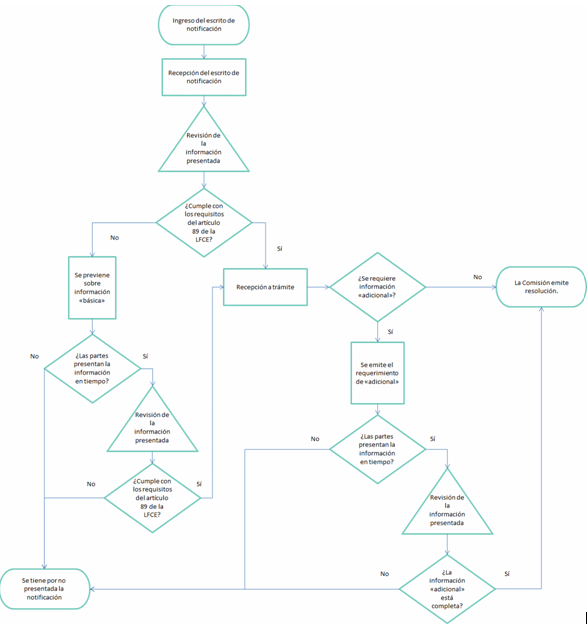 Ingreso del escrito de
notificación
Recepción del escrito de
notificación
Revisión de
la
información
presentada
¿Cumple con
los requisitos
del artículo
89 de la
LFCE?
No
Sí
Se previene
sobre
información
«básica»
Recepción a trámite
¿Se requiere
información
«adicional»?
No
La Comisión emite
resolución.
Sí
Se emite el
requerimiento
de «adicional»
No
¿Las partes
presentan la
información
en tiempo?
Sí
Revisión de
la
información
presentada
No
¿Cumple con
los requisitos
del artículo
89 de la
LFCE?
Sí
No
¿Las partes
presentan la
información
en tiempo?
Sí
Revisión de
la
información
presentada
Se tiene por no
presentada la
notificación
No
¿La
información
«adicional»
está
completa?
Sí